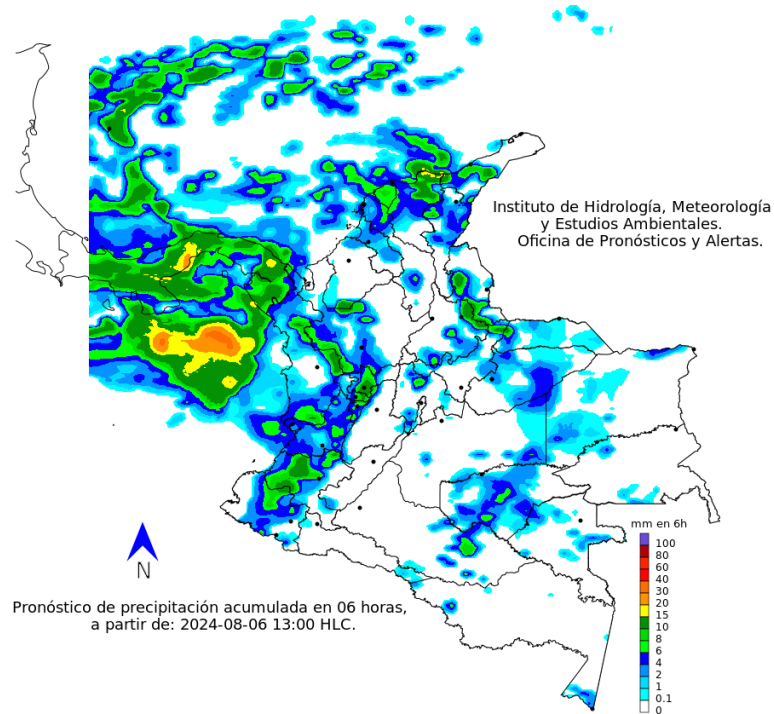 Instituto de Hidrología, Meteorología
y Estudios Ambientales.
Oficina de Pronósticos y Alertas.
mm en 6h
100
80
60
40
30
20
15
10
8
6
4
2
1
0.1
0
N
Pronóstico de precipitación acumulada en 06 horas,
a partir de: 2024-08-06 13:00 HLC.